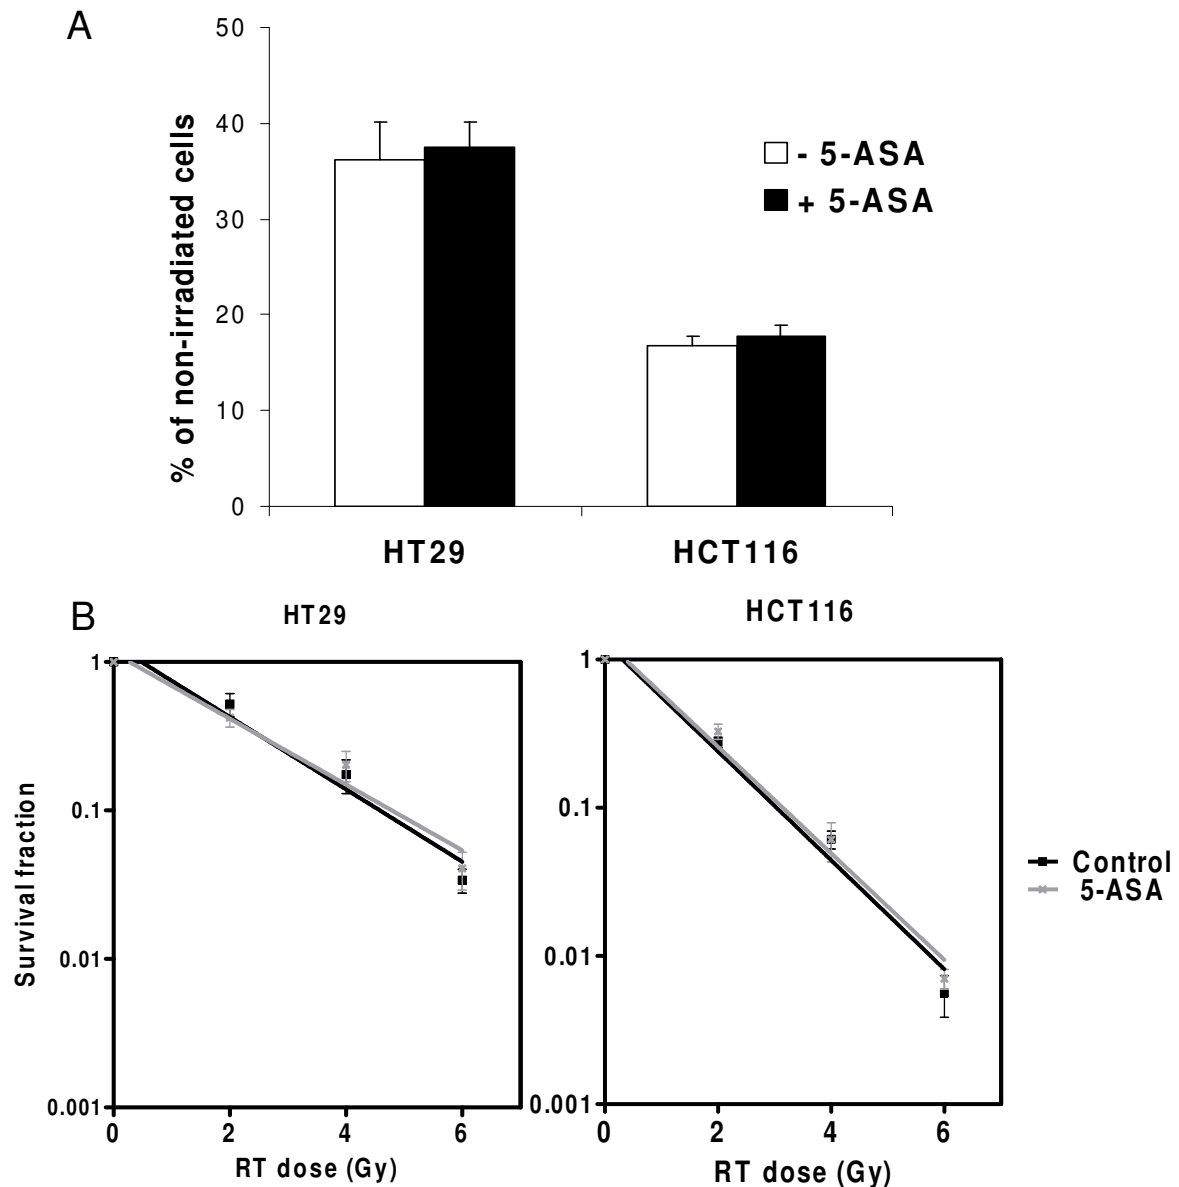 A
50
40
30
20
10
0
% of non-irradiated cells
- 5-ASA
+ 5-ASA
HT29
HCT116
B
HT29
1
0.1
0.01
0.001
Survival fraction
0 2 4 6
RT dose (Gy)
HCT116
1
0.1
0.01
0.001
0 2 4 6
RT dose (Gy)
Control
5-ASA